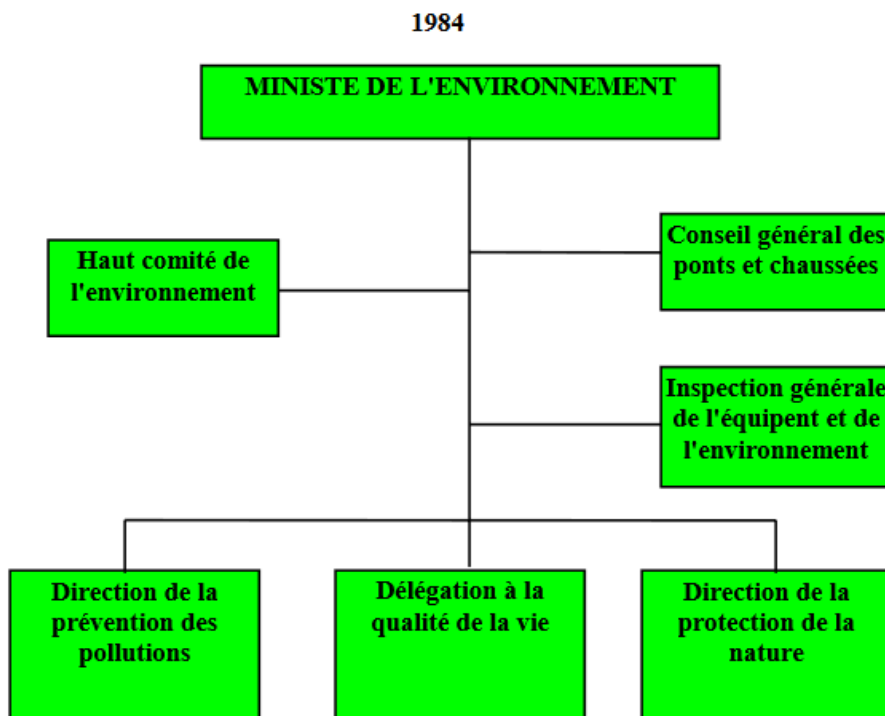 1984
MINISTE DE L'ENVIRONNEMENT
Conseil général des
ponts et chaussées
Haut comité de
l'environnement
Inspection générale
de l'équipent et de
l'environnement
Direction de la
prévention des
pollutions
Délégation à la
qualité de la vie
Direction de la
protection de la
nature